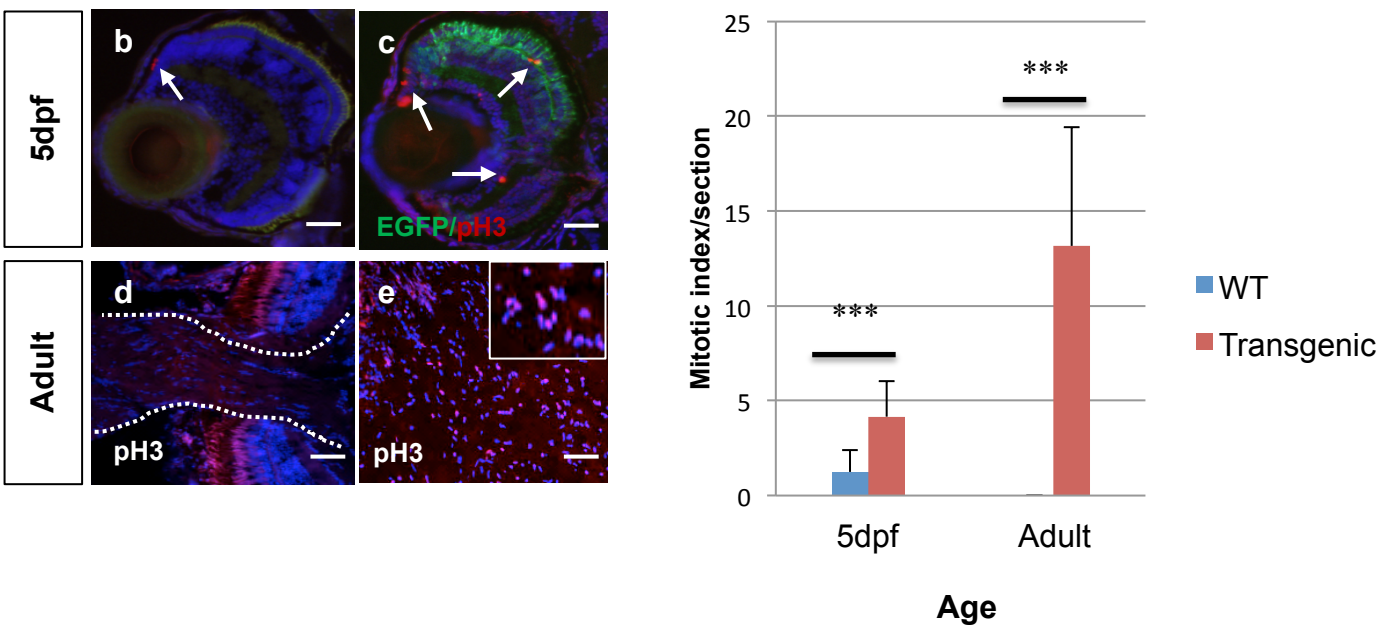 5dpf
b
c
EGFP/pH3
Adult
d
pH3
e
pH3
25
20
15
10
5
0
Mitotic index/section
***
***
5dpf
Adult
Age
WT
Transgenic